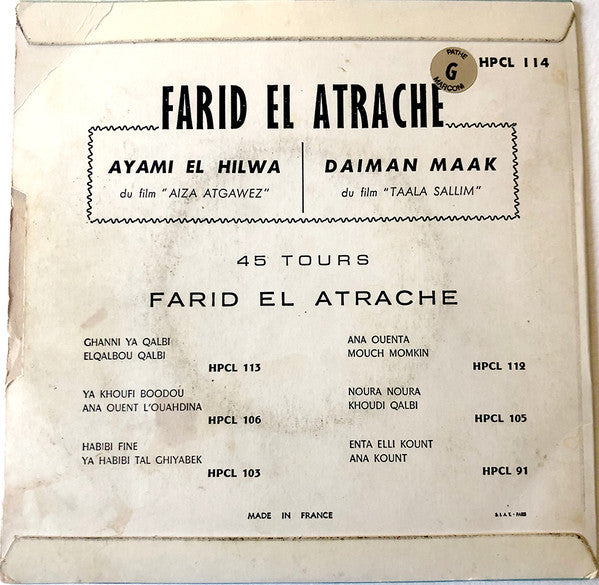 PATHE
G
MARCONI
HPCL 114
FARID EL ATRACHE
AYAMI EL HILWA
du film "AIZA ATGAWEZ"
DAIMAN MAAK
du film "TAALA SALLIM"
45 TOURS
FARID EL ATRACHE
GHANNI YA QALBI
ELQALBOU QALBI
HPCL 113
ANA OUENTA
MOUCH MOMKIN
HPCL 112
YA KHOUFI BOODOU
ANA OUENT L'OUAHDINA
HPCL 106
NOURA NOURA
KHOUDI QALBI
HPCL 105
HABIBI FINE
YA HABIBI TAL GHIYABEK
HPCL 103
ENTA ELLI KOUNT
ANA KOUNT
HPCL 91
MADE IN FRANCE
S.I.A.T. - PARIS